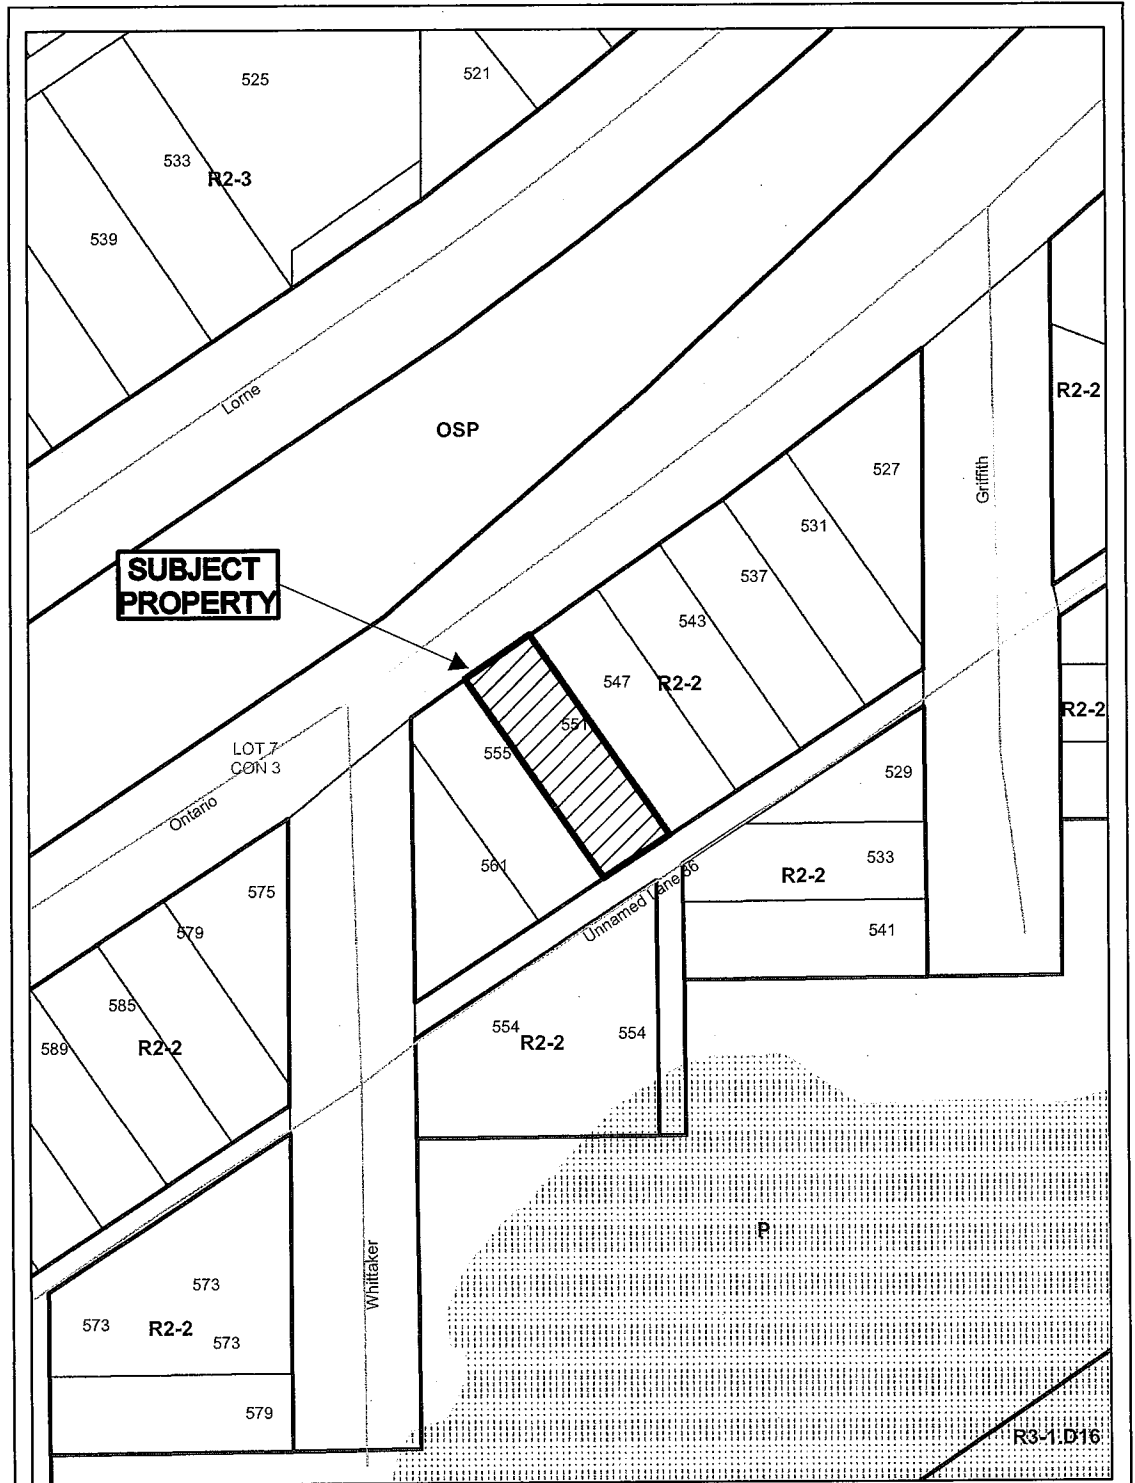 525
521
533
R2-3
539
Lorne
R2-2
OSP
527
Griffith
531
SUBJECT
PROPERTY
537
543
547
R2-2
R2-2
551
555
LOT 7
CON 3
529
Ontario
533
561
R2-2
575
Unnamed Lane 36
579
541
585
554
554
R2-2
589
R2-2
P
Whittaker
573
573
R2-2
573
579
R3-1.D16